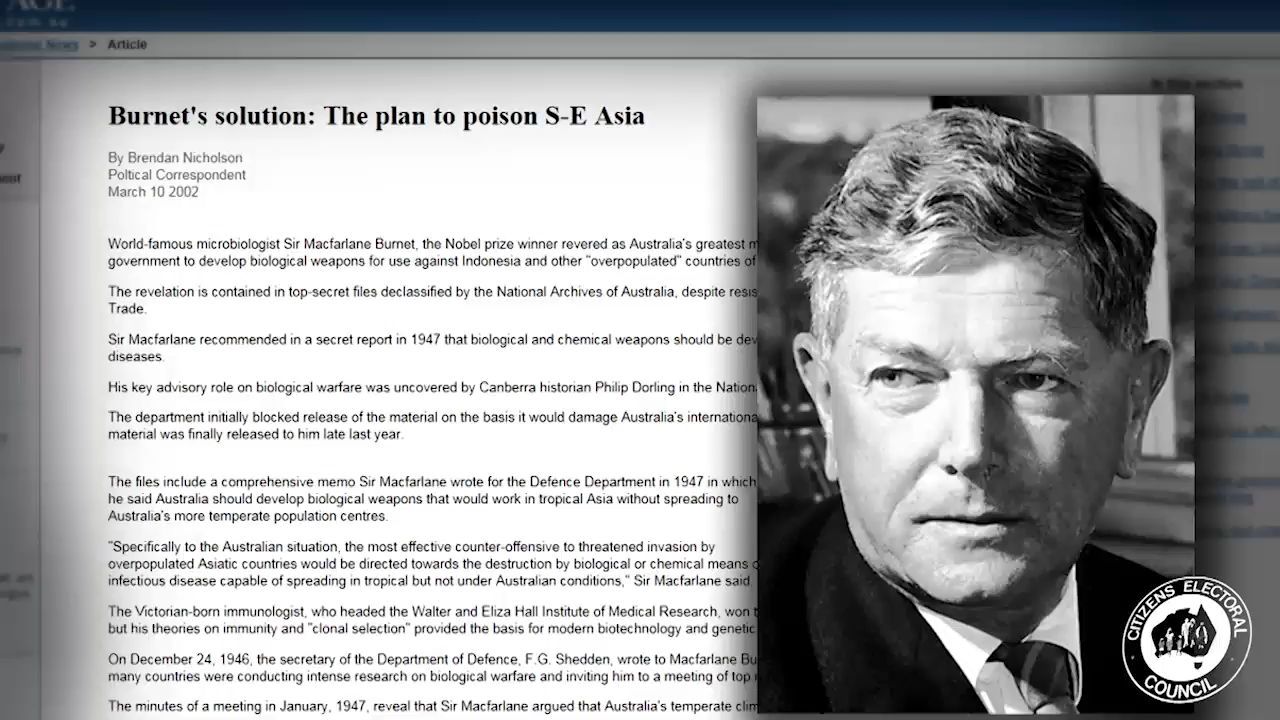 AGE
News > Article
Burnet's solution: The plan to poison S-E Asia
By Brendan Nicholson
Poltical Correspondent
March 10 2002
World-famous microbiologist Sir Macfarlane Burnet, the Nobel prize winner revered as Australia's greatest m
government to develop biological weapons for use against Indonesia and other "overpopulated" countries of
The revelation is contained in top-secret files declassified by the National Archives of Australia, despite resis
Trade.
Sir Macfarlane recommended in a secret report in 1947 that biological and chemical weapons should be dev
diseases.
His key advisory role on biological warfare was uncovered by Canberra historian Philip Dorling in the Nation
The department initially blocked release of the material on the basis it would damage Australia's internationa
material was finally released to him late last year.
The files include a comprehensive memo Sir Macfarlane wrote for the Defence Department in 1947 in which
he said Australia should develop biological weapons that would work in tropical Asia without spreading to
Australia's more temperate population centres.
"Specifically to the Australian situation, the most effective counter-offensive to threatened invasion by
overpopulated Asiatic countries would be directed towards the destruction by biological or chemical means o
infectious disease capable of spreading in tropical but not under Australian conditions," Sir Macfarlane said.
The Victorian-born immunologist, who headed the Walter and Eliza Hall Institute of Medical Research, won t
but his theories on immunity and "clonal selection" provided the basis for modern biotechnology and genetic
On December 24, 1946, the secretary of the Department of Defence, F.G. Shedden, wrote to Macfarlane Bu
many countries were conducting intense research on biological warfare and inviting him to a meeting of top
The minutes of a meeting in January, 1947, reveal that Sir Macfarlane argued that Australia's temperate clim
CITIZENS ELECTORAL
COUNCIL